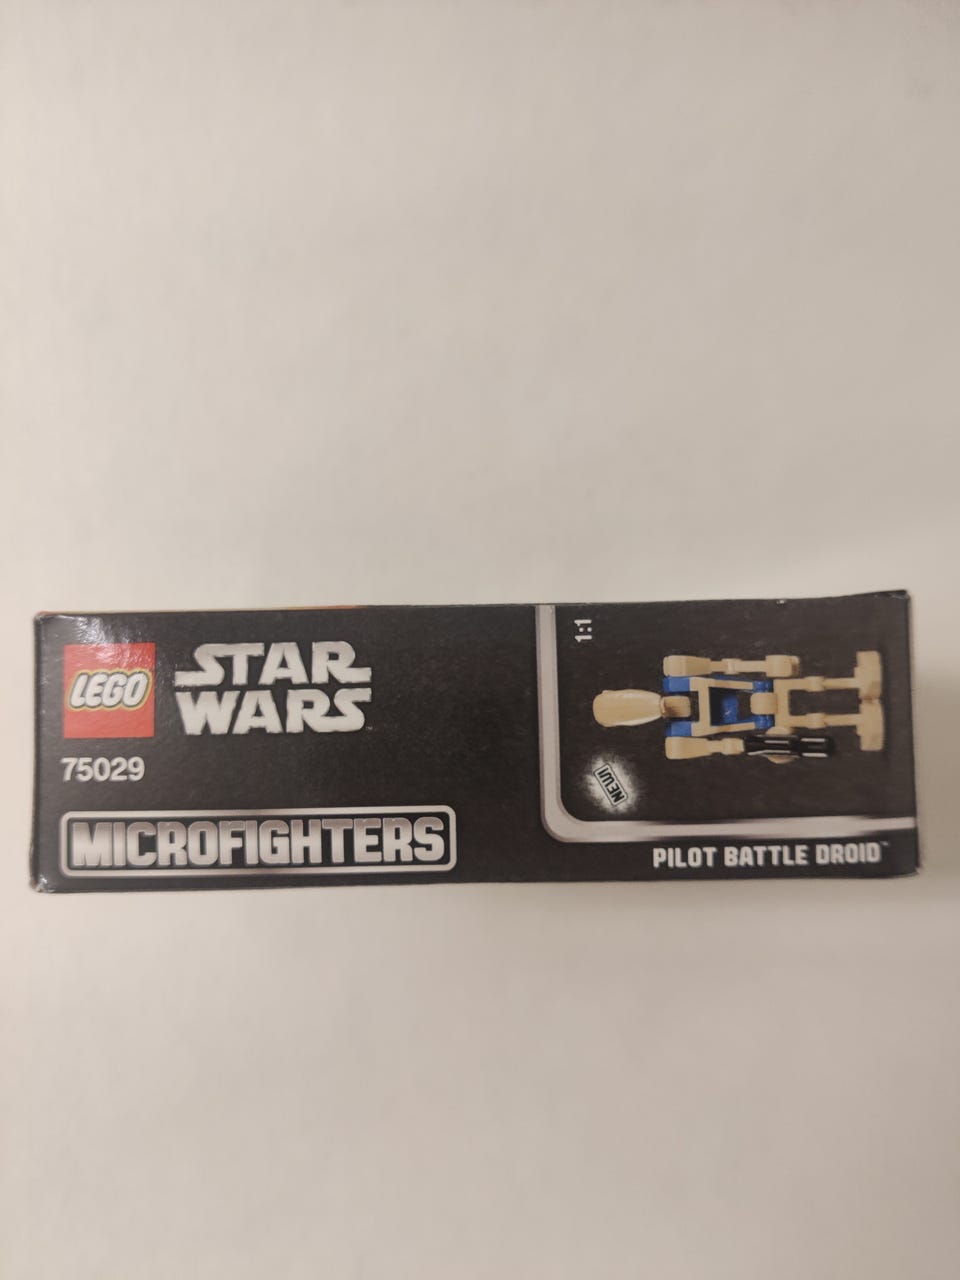 LEGO
STAR
WARS
75029
MICROFIGHTERS
1:1
NEW!
PILOT BATTLE DROID™